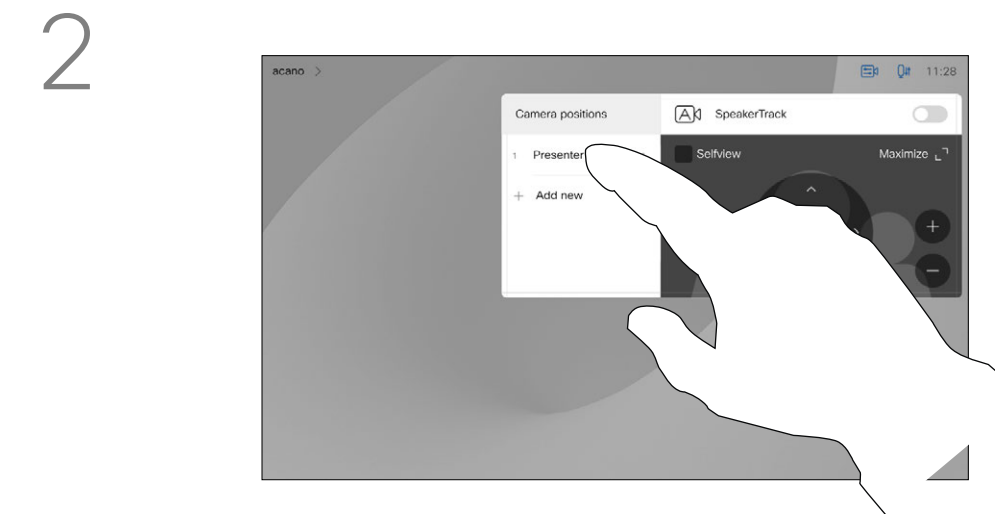 2
acano >
11:28
Camera positions
SpeakerTrack
1 Presenter
Selfview
Maximize
+ Add new
+
−